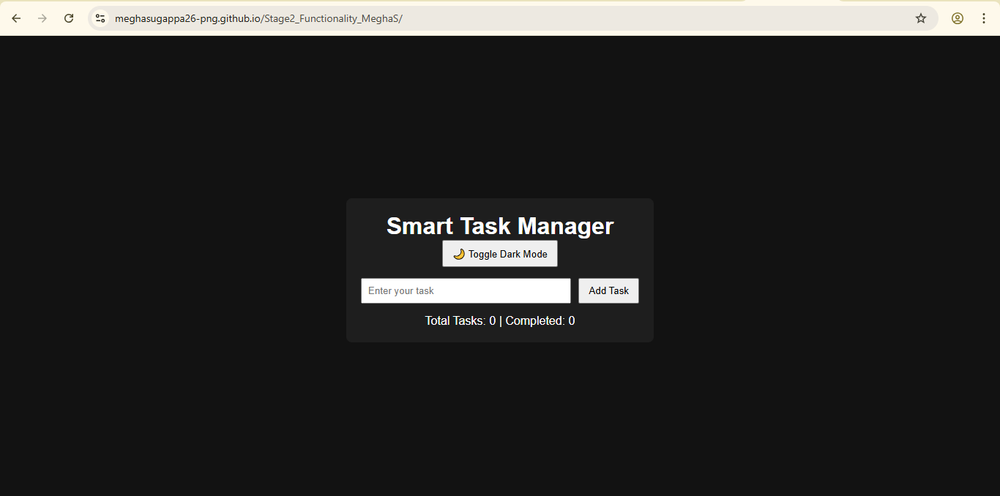 meghasugappa26-png.github.io/Stage2_Functionality_MeghaS/
Smart Task Manager
🌙 Toggle Dark Mode
Enter your task
Add Task
Total Tasks: 0 | Completed: 0